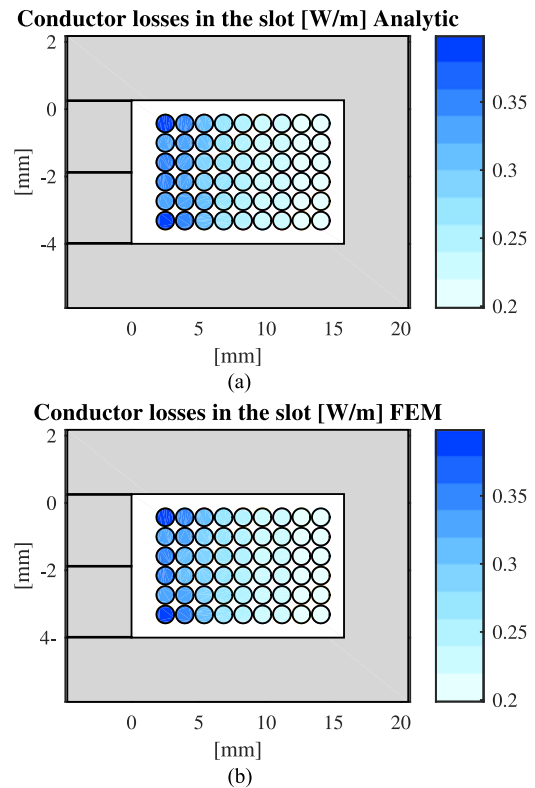 Conductor losses in the slot [W/m] Analytic
2
0
-2
-4
[mm]
0 5 10 15 20
[mm]
0.35
0.3
0.25
0.2
(a)
Conductor losses in the slot [W/m] FEM
2
0
-2
4-
[mm]
0 5 10 15 20
[mm]
0.35
0.3
0.25
0.2
(b)